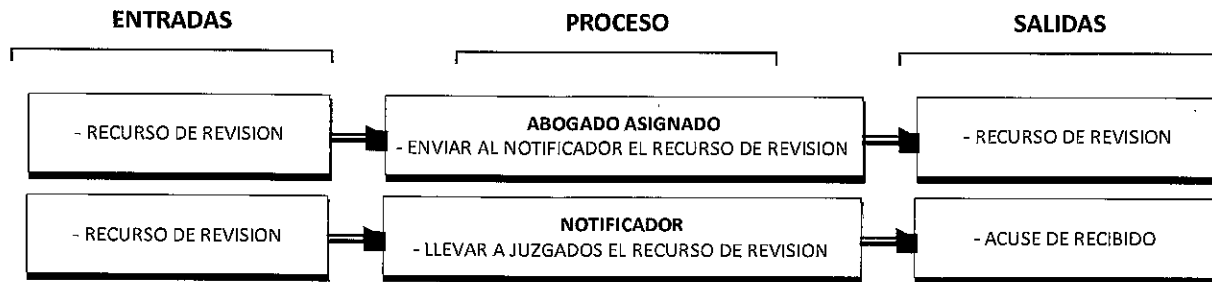 ENTRADAS
PROCESO
SALIDAS
- RECURSO DE REVISION
ABOGADO ASIGNADO
- ENVIAR AL NOTIFICADOR EL RECURSO DE REVISION
- RECURSO DE REVISION
- RECURSO DE REVISION
NOTIFICADOR
- LLEVAR A JUZGADOS EL RECURSO DE REVISION
- ACUSE DE RECIBIDO